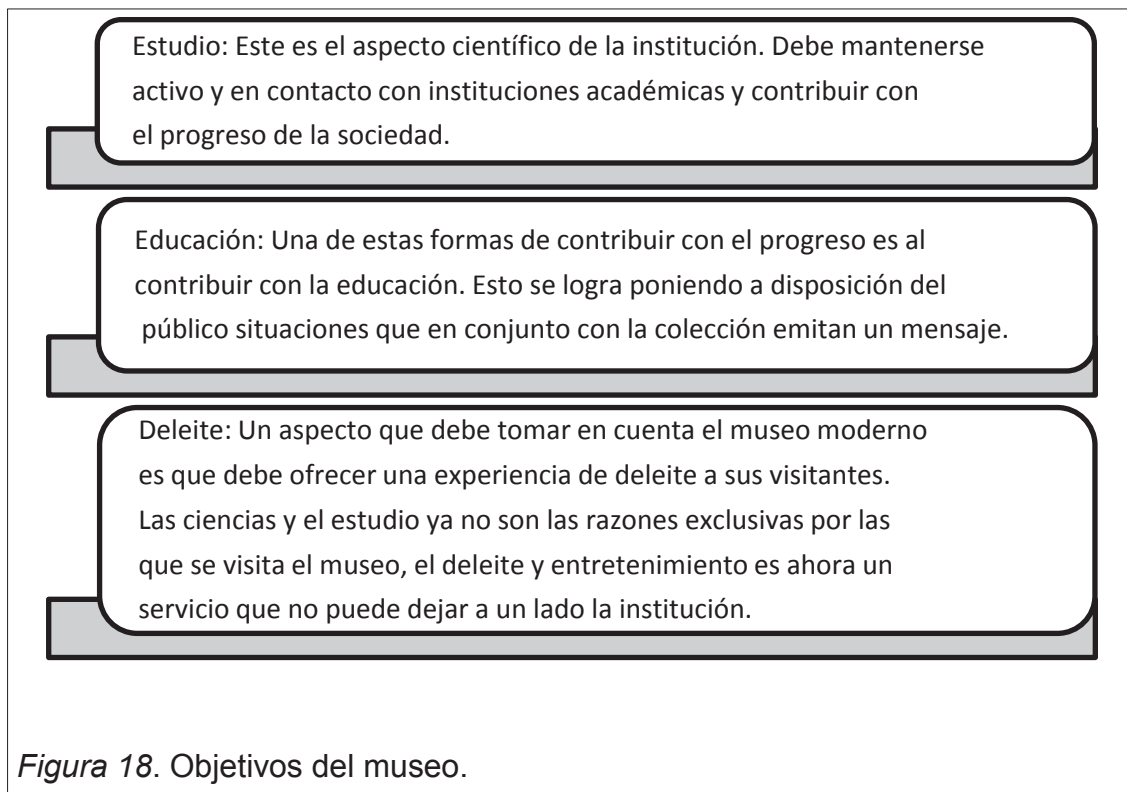 Estudio: Este es el aspecto científico de la institución. Debe mantenerse
activo y en contacto con instituciones académicas y contribuir con
el progreso de la sociedad.
Educación: Una de estas formas de contribuir con el progreso es al
contribuir con la educación. Esto se logra poniendo a disposición del
público situaciones que en conjunto con la colección emitan un mensaje.
Deleite: Un aspecto que debe tomar en cuenta el museo moderno
es que debe ofrecer una experiencia de deleite a sus visitantes.
Las ciencias y el estudio ya no son las razones exclusivas por las
que se visita el museo, el deleite y entretenimiento es ahora un
servicio que no puede dejar a un lado la institución.
Figura 18. Objetivos del museo.